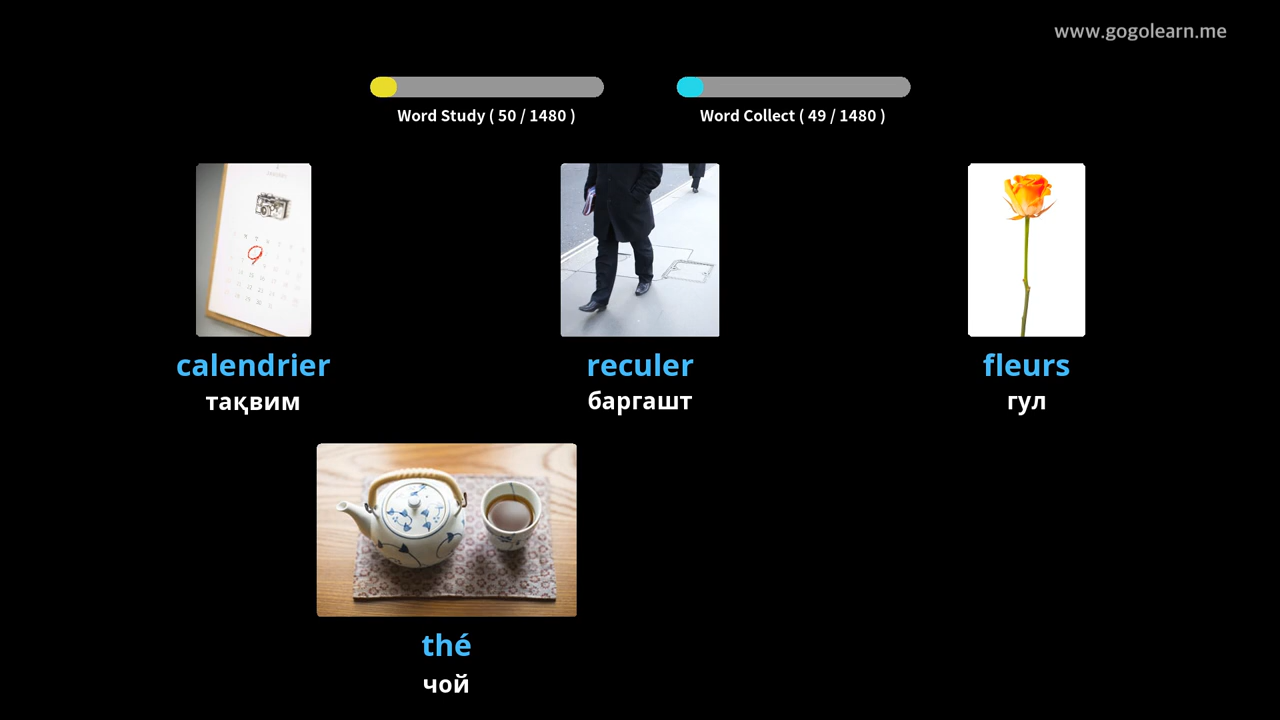 www.gogolearn.me
Word Study ( 50 / 1480 )
Word Collect ( 49 / 1480 )
calendrier
тақвим
reculer
баргашт
fleurs
гул
thé
чой